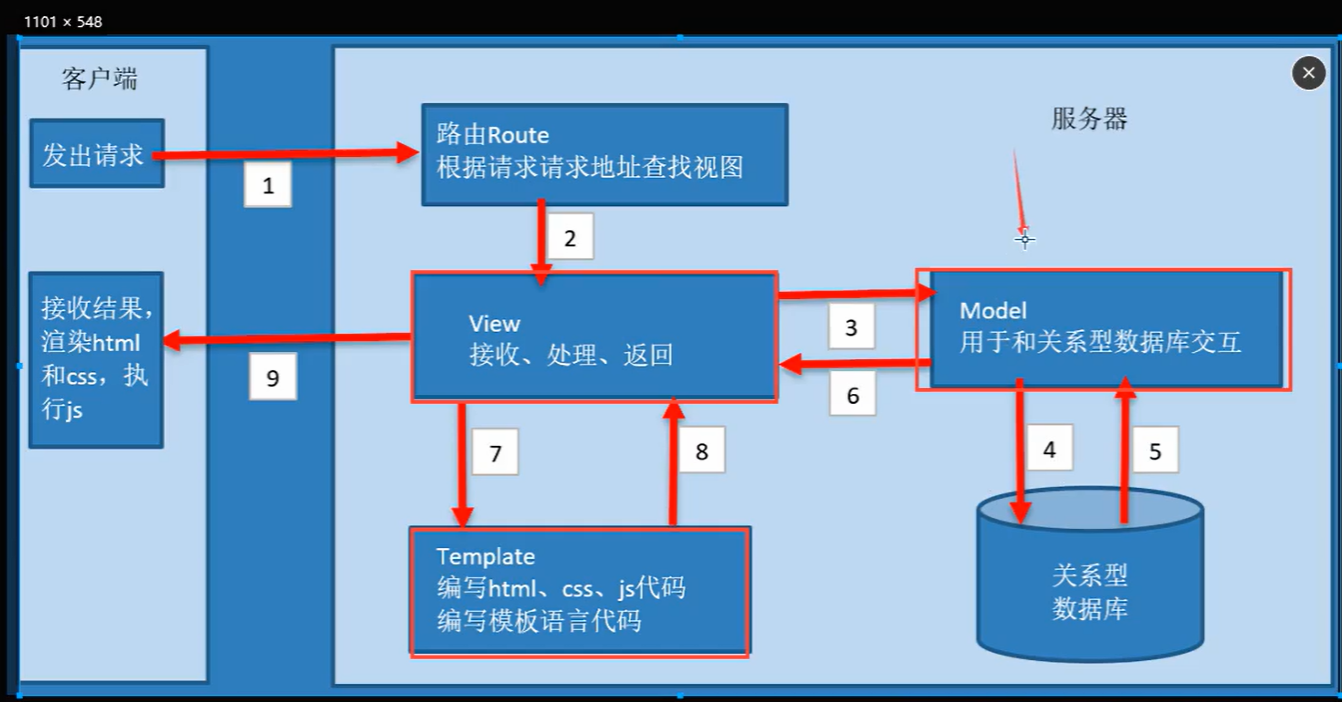 1101 × 548
客户端
发出请求
1
路由Route
根据请求请求地址查找视图
服务器
2
接收结果，
渲染html
和css，执
行js
View
接收、处理、返回
3
Model
用于和关系型数据库交互
9
6
7
8
4
5
Template
编写html、css、js代码
编写模板语言代码
关系型
数据库